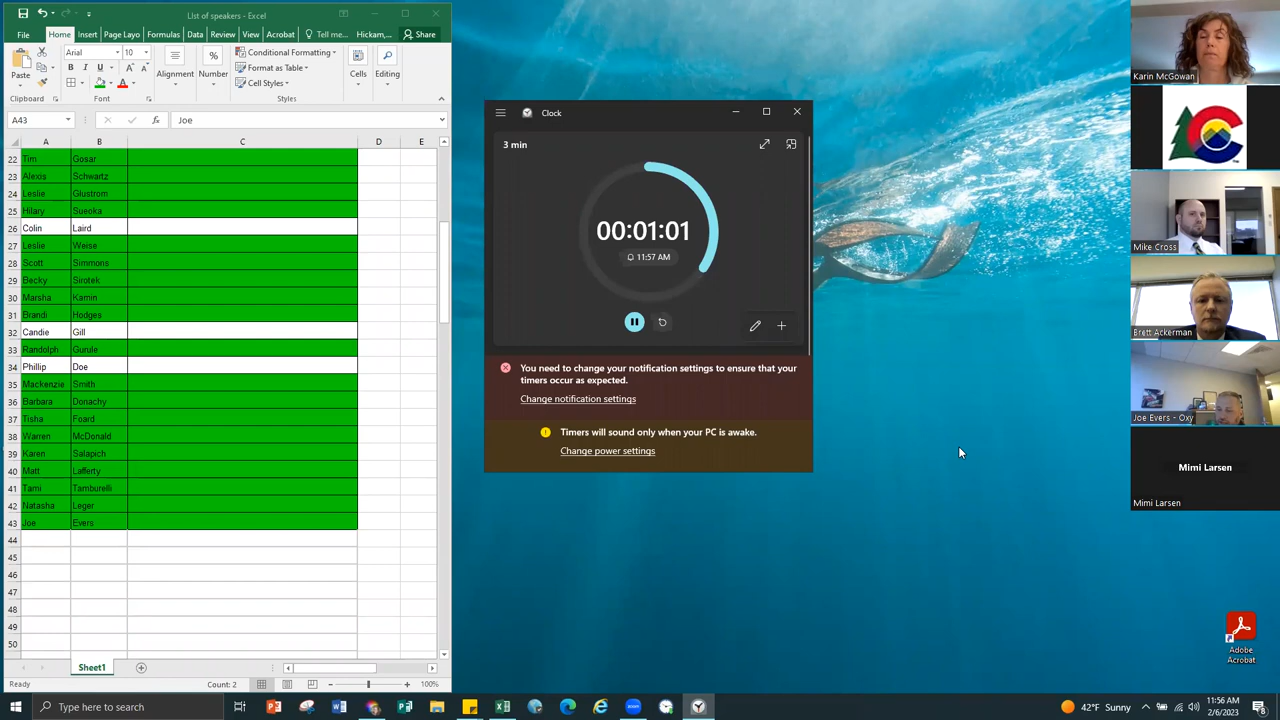 LIst of speakers - Excel
File Home Insert Page Layo Formulas Data Review View Acrobat Tell me... Hickam,... Share
Paste
Arial 10
B I U
A A
A
Alignment
%
Number
Conditional Formatting
Format as Table
Cell Styles
Cells
Editing
Clipboard Font Styles
A43 fx Joe
A B C D E
22 Tim Gosar
23 Alexis Schwartz
24 Leslie Glustrom
25 Hilary Sueoka
26 Colin Laird
27 Leslie Weise
28 Scott Simmons
29 Becky Sirotek
30 Marsha Kamin
31 Brandi Hodges
32 Candie Gill
33 Randolph Gurule
34 Phillip Doe
35 Mackenzie Smith
36 Barbara Donachy
37 Tisha Foard
38 Warren McDonald
39 Karen Salapich
40 Matt Lafferty
41 Tami Tamburelli
42 Natasha Leger
43 Joe Evers
44
45
46
47
48
49
50
Sheet1
Ready Count: 2 100%
Clock
3 min
00:01:01
11:57 AM
You need to change your notification settings to ensure that your
timers occur as expected.
Change notification settings
Timers will sound only when your PC is awake.
Change power settings
Karin McGowan
Mike Cross
Brett Ackerman
Joe Evers - Oxy
Mimi Larsen
Mimi Larsen
Adobe
Acrobat
Type here to search
zoom
42°F Sunny
11:56 AM
2/6/2023
8